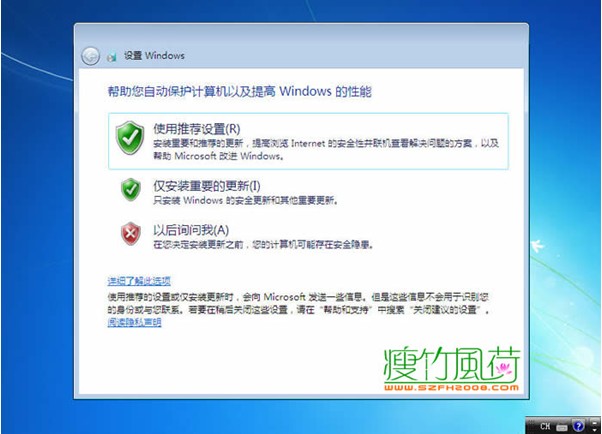 设置 Windows
帮助您自动保护计算机以及提高 Windows 的性能
使用推荐设置(R)
安装重要和推荐的更新，提高浏览 Internet 的安全性并联机查看解决问题的方案，以及
帮助 Microsoft 改进 Windows。
仅安装重要的更新(I)
只安装 Windows 的安全更新和其他重要更新。
以后询问我(A)
在您决定安装更新之前，您的计算机可能存在安全隐患。
详细了解此选项
使用推荐的设置或仅安装更新时，会向 Microsoft 发送一些信息。但是这些信息不会用于识别您
的身份或与您联系。若要在稍后关闭这些设置，请在“帮助和支持”中搜索“关闭建议的设置”。
阅读隐私声明
瘦竹風荷
WWW.SZFH2008.COM
CH